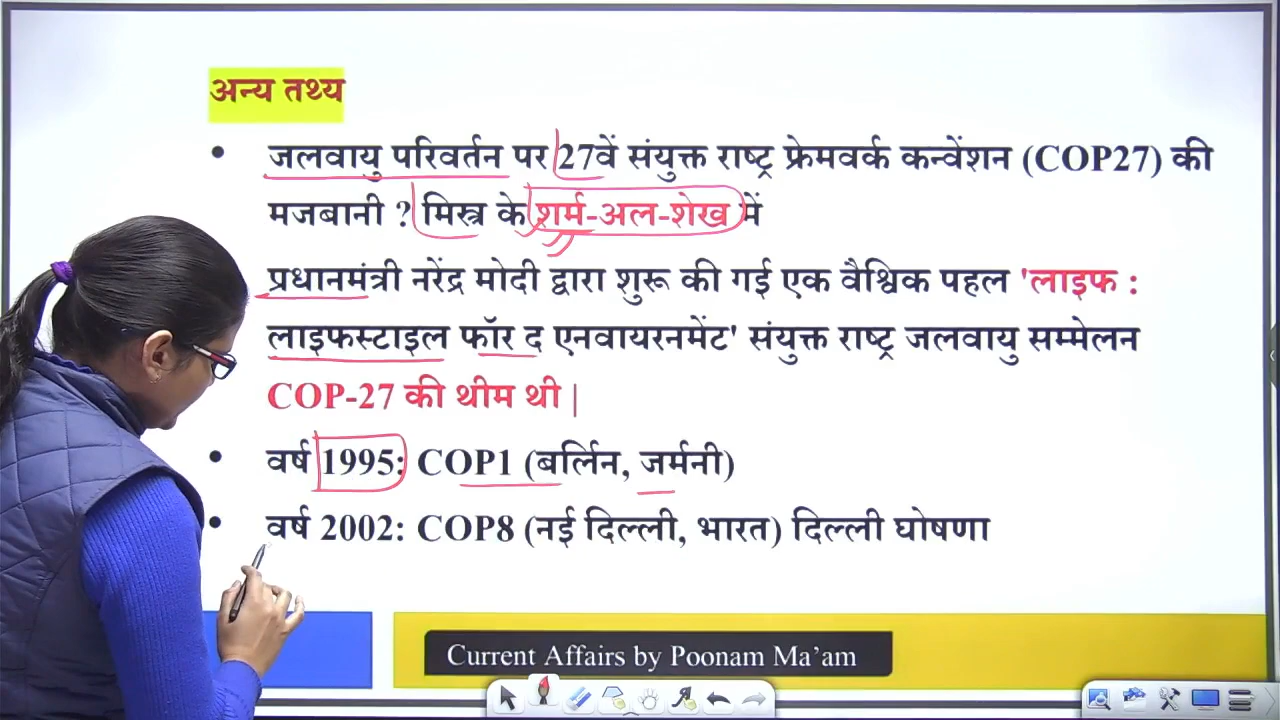 अन्य तथ्य
• जलवायु परिवर्तन पर 27वें संयुक्त राष्ट्र फ्रेमवर्क कन्वेंशन (COP27) की
मजबानी ? मिस्त्र के शर्म-अल-शेख में
प्रधानमंत्री नरेंद्र मोदी द्वारा शुरू की गई एक वैश्विक पहल 'लाइफ :
लाइफस्टाइल फॉर द एनवायरनमेंट' संयुक्त राष्ट्र जलवायु सम्मेलन
COP-27 की थीम थी |
• वर्ष 1995: COP1 (बर्लिन, जर्मनी)
• वर्ष 2002: COP8 (नई दिल्ली, भारत) दिल्ली घोषणा
Current Affairs by Poonam Ma'am